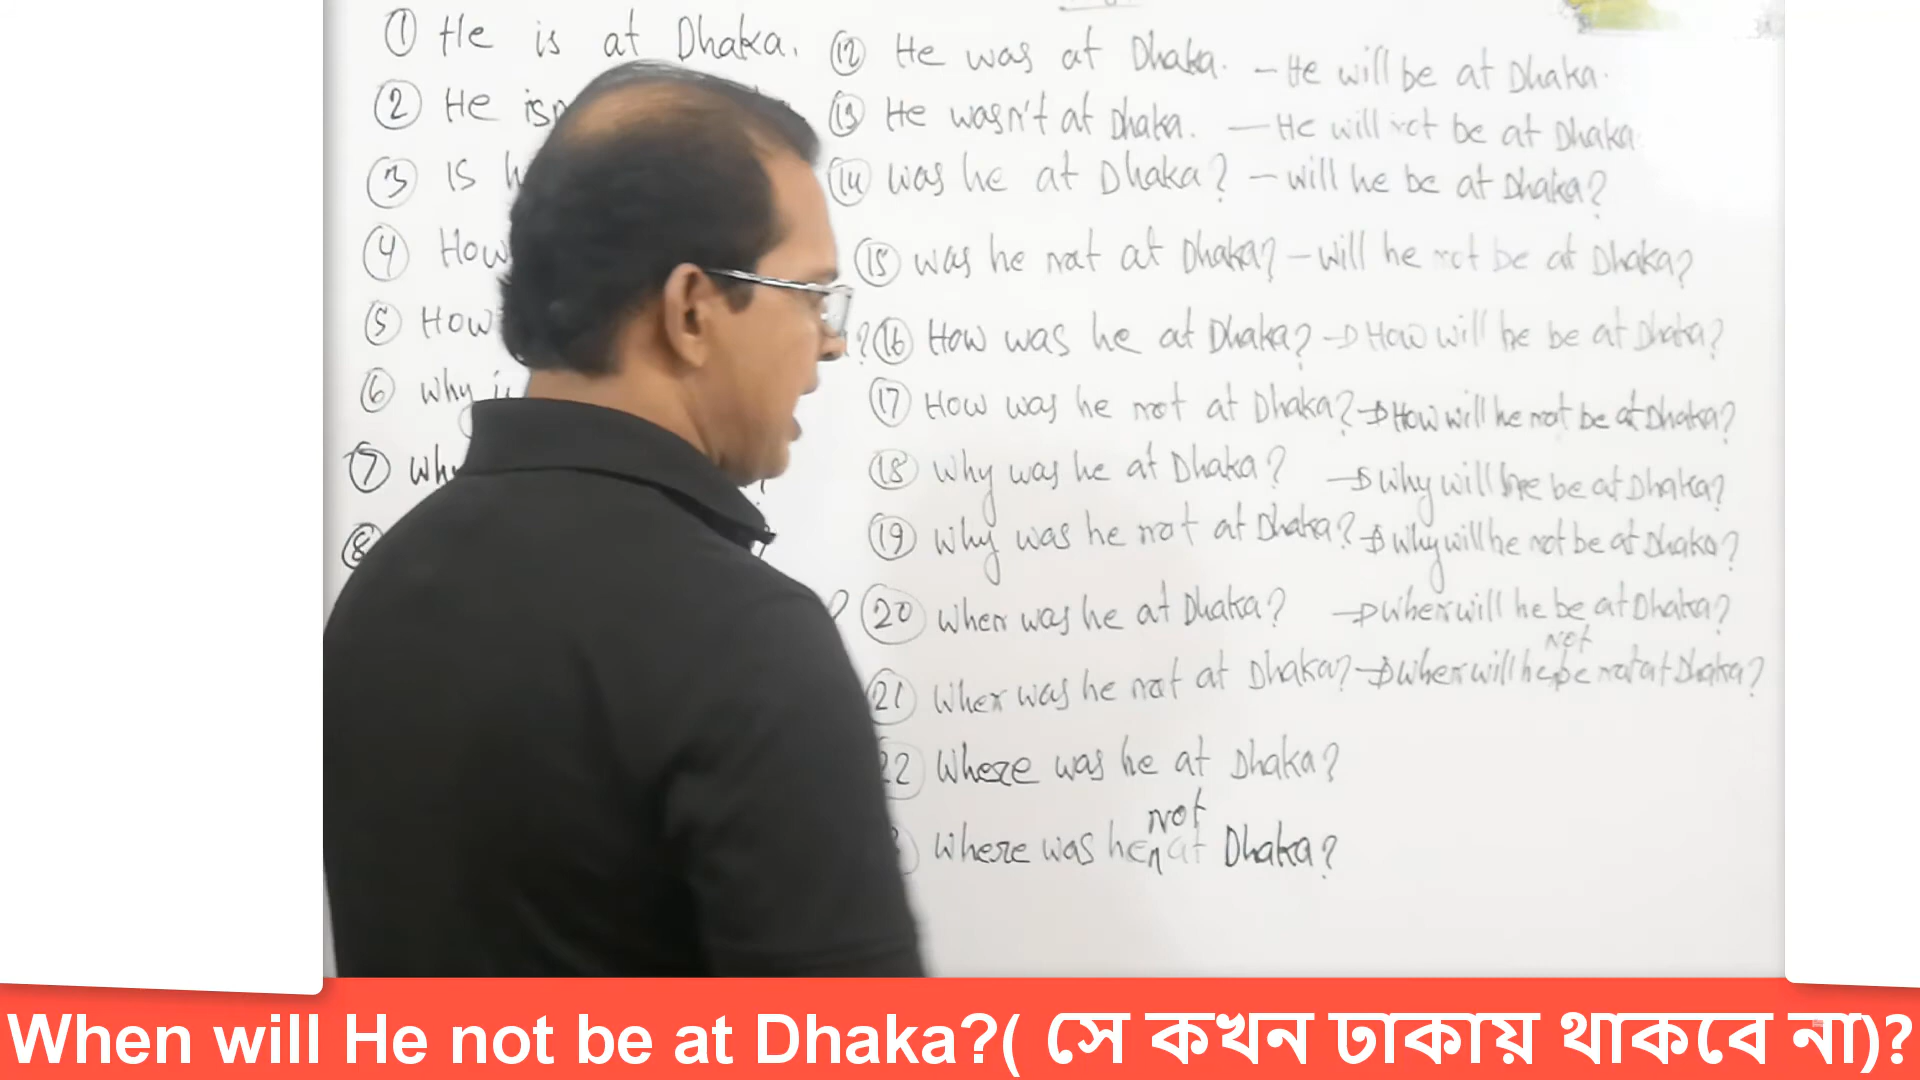 ① He is at Dhaka.
② He is
③ Is
④ How
⑤ How
⑥ Why
⑦ Why
⑧
⑫ He was at Dhaka. – He will be at Dhaka.
⑬ He wasn't at Dhaka. – He will not be at Dhaka.
⑭ Was he at Dhaka? – will he be at Dhaka?
⑮ was he not at Dhaka? – will he not be at Dhaka?
? ⑯ How was he at Dhaka? → How will he be at Dhaka?
⑰ How was he not at Dhaka? → How will he not be at Dhaka?
⑱ Why was he at Dhaka? → Why will he be at Dhaka?
⑲ Why was he not at Dhaka? → Why will he not be at Dhaka?
⑳ When was he at Dhaka? → When will he be at Dhaka?
㉑ When was he not at Dhaka? → When will he not be not at Dhaka?
22 Where was he at Dhaka?
Where was he not at Dhaka?
When will He not be at Dhaka?( সে কখন ঢাকায় থাকবে না)?